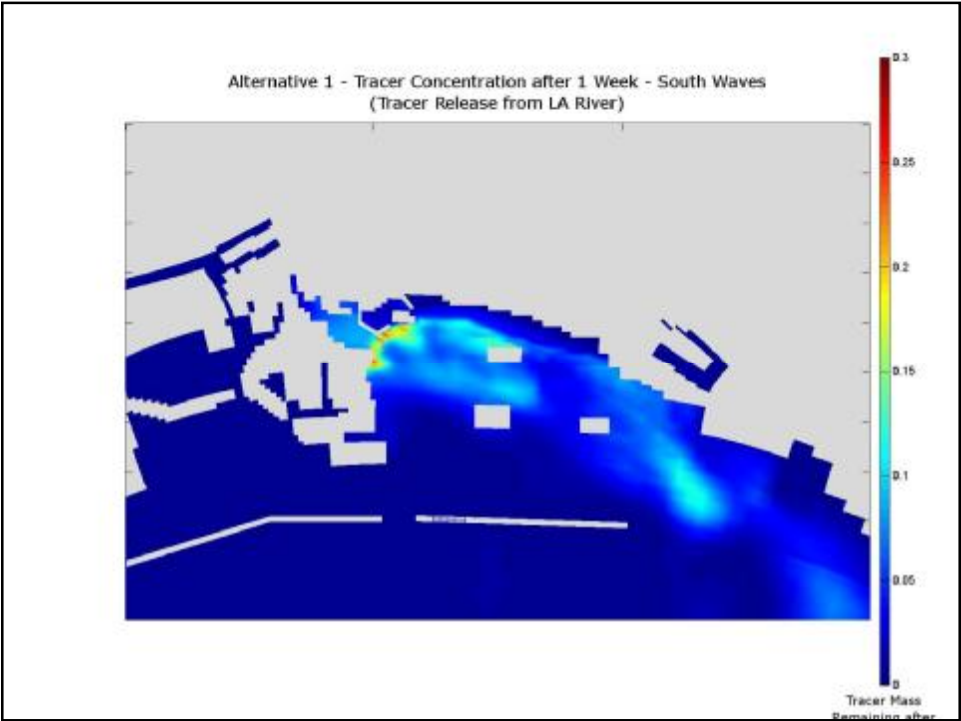 Alternative 1 - Tracer Concentration after 1 Week - South Waves
(Tracer Release from LA River)
0.3
0.25
0.2
0.15
0.1
0.05
0
Tracer Mass
Remaining after